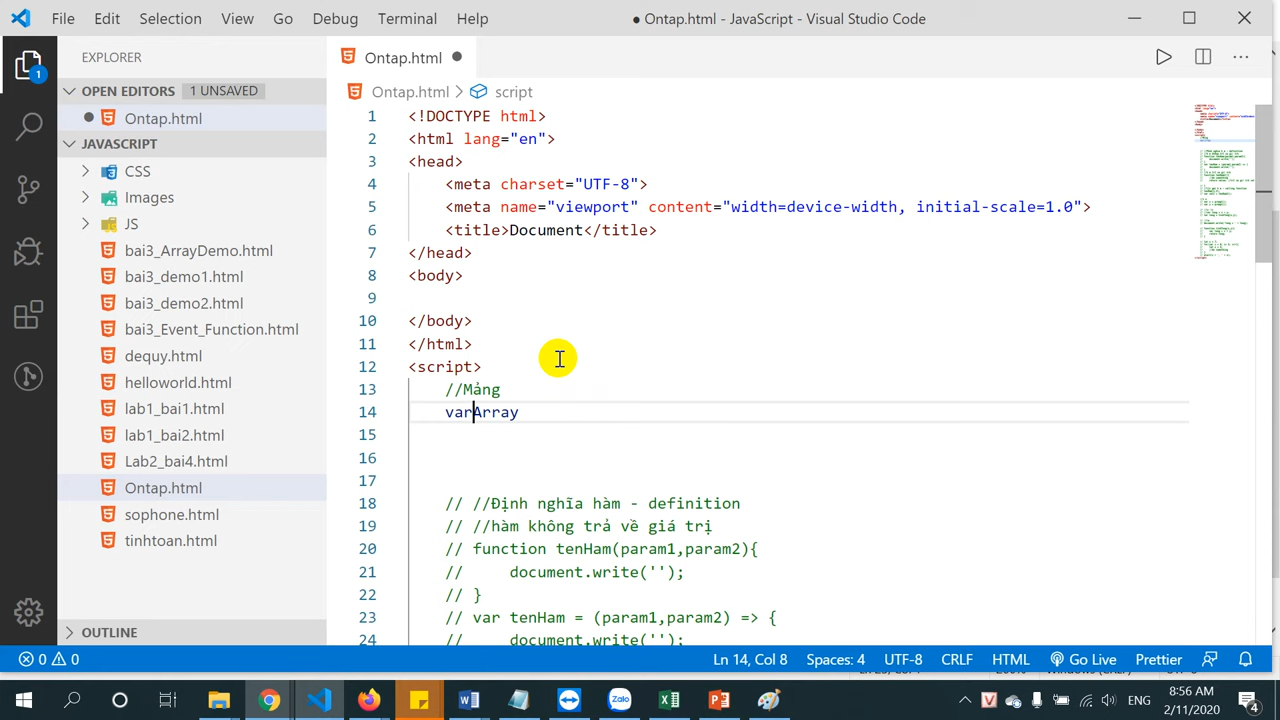 File Edit Selection View Go Debug Terminal Help
● Ontap.html - JavaScript - Visual Studio Code
EXPLORER
OPEN EDITORS 1 UNSAVED
Ontap.html
JAVASCRIPT
CSS
Images
JS
bai3_ArrayDemo.html
bai3_demo1.html
bai3_demo2.html
bai3_Event_Function.html
dequy.html
helloworld.html
lab1_bai1.html
lab1_bai2.html
Lab2_bai4.html
Ontap.html
sophone.html
tinhtoan.html
OUTLINE
Ontap.html
Ontap.html > script
1 <!DOCTYPE html>
2 <html lang="en">
3 <head>
4 <meta charset="UTF-8">
5 <meta name="viewport" content="width=device-width, initial-scale=1.0">
6 <title>Document</title>
7 </head>
8 <body>
9
10 </body>
11 </html>
12 <script>
13 //Mảng
14 varArray
15
16
17
18 // //Định nghĩa hàm - definition
19 // //hàm không trả về giá trị
20 // function tenHam(param1,param2){
21 // document.write('');
22 // }
23 // var tenHam = (param1,param2) => {
24 // document.write('');
0 0 Ln 14, Col 8 Spaces: 4 UTF-8 CRLF HTML Go Live Prettier
ENG
8:56 AM
2/11/2020
4
1